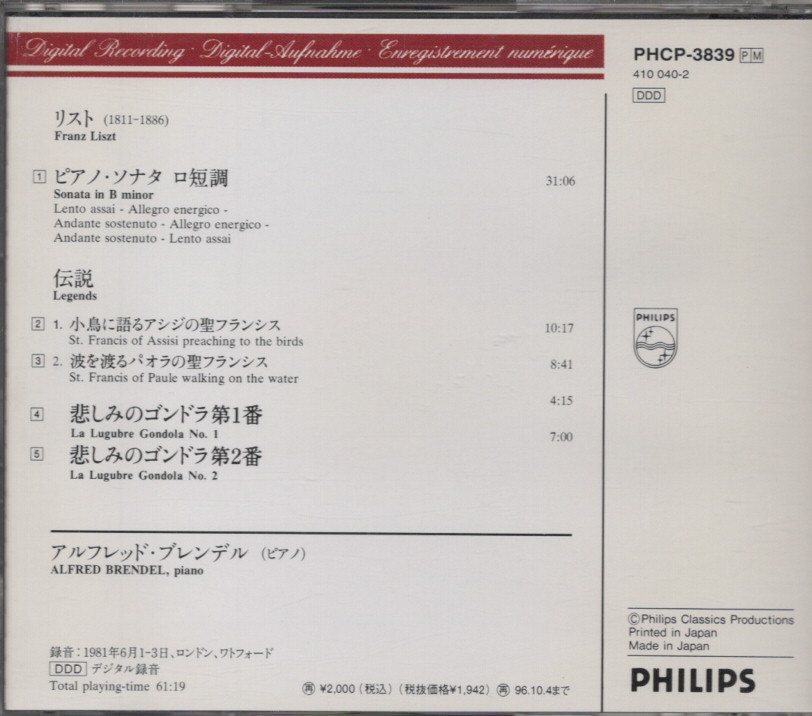 Digital Recording · Digital-Aufnahme · Enregistrement numérique
リスト (1811-1886)
Franz Liszt
1 ピアノ・ソナタ ロ短調 31:06
Sonata in B minor
Lento assai - Allegro energico -
Andante sostenuto - Allegro energico -
Andante sostenuto - Lento assai
伝説
Legends
2 1. 小鳥に語るアシジの聖フランシス 10:17
St. Francis of Assisi preaching to the birds
3 2. 波を渡るパオラの聖フランシス 8:41
St. Francis of Paule walking on the water
4 悲しみのゴンドラ第1番 4:15
La Lugubre Gondola No. 1
5 悲しみのゴンドラ第2番 7:00
La Lugubre Gondola No. 2
アルフレッド・ブレンデル (ピアノ)
ALFRED BRENDEL, piano
録音:1981年6月1-3日、ロンドン、ワトフォード
DDD デジタル録音
Total playing-time 61:19
再 ¥2,000(税込)(税抜価格¥1,942) 再 96.10.4まで
PHCP-3839 PM
410 040-2
DDD
PHILIPS
©Philips Classics Productions
Printed in Japan
Made in Japan
PHILIPS